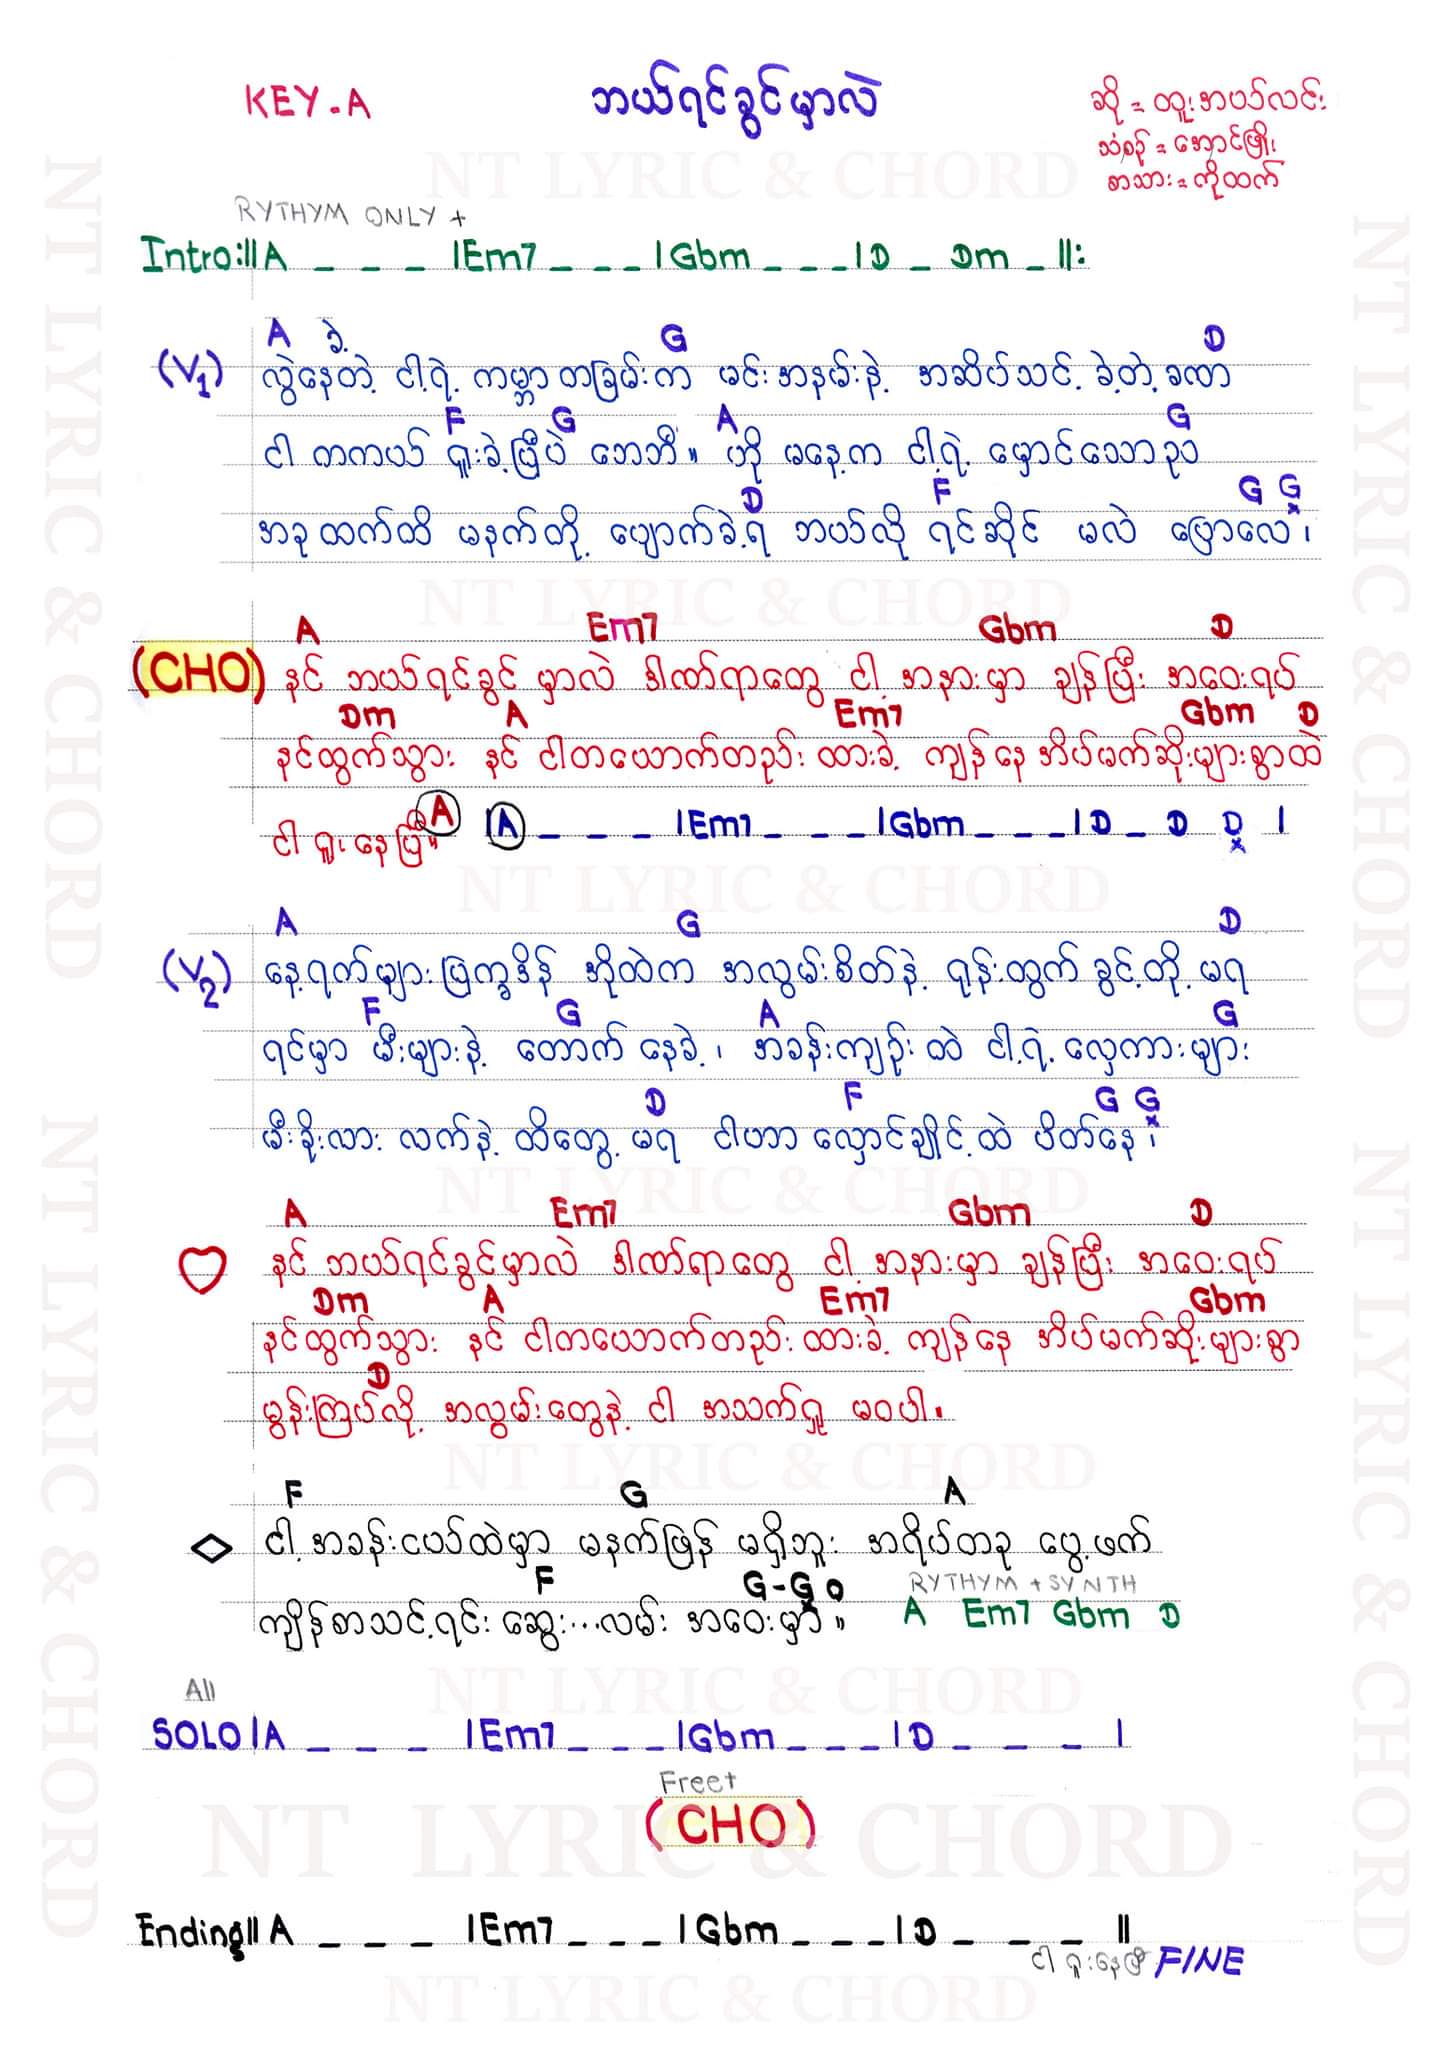 KEY-A
ဘယ်ရင်ခွင်မှာလဲ
ဆို = ထူးအယ်လင်း
သံစဉ် = အောင်ဖြိုး
စာသား = ကိုထက်
RYTHYM ONLY +
Intro:|| A _ _ _ |Em7 _ _ _ |Gbm _ _ _ |D _ Dm _ ||:
A G D
ခဲ့
(V1) လွဲနေတဲ့ ငါ့ရဲ့ ကမ္ဘာ တခြမ်းက မင်းအနမ်းနဲ့ အဆိပ်သင့် ခဲ့တဲ့ ခဏ
F G A G
ငါ တကယ် ရူးခဲ့ပြီပဲ ဘေဘီ။ ဟို မနေ့က ငါ့ရဲ့ မှောင်သောည
D F G G
အခုထက်ထိ မနက်တို့ ပျောက်ခဲ့ရ ဘယ်လို ရင်ဆိုင် မလဲ ပြောလေ၊
A Em7 Gbm D
(CHO) နင် ဘယ်ရင်ခွင် မှာလဲ ဒါဏ်ရာတွေ ငါ့ အနားမှာ ချန်ပြီး အဝေးရပ်
Dm A Em7 Gbm D
နင်ထွက်သွား နင် ငါတယောက်တည်း ထားခဲ့ ကျန်နေ အိပ်မက်ဆိုးများစွာထဲ
ငါ ရူးနေပြီ။ A |A _ _ _ |Em7 _ _ _ |Gbm _ _ _ |D _ D D |
A G D
(V2) နေ့ရက်များ ပြက္ခဒိန် အိုထဲက အလွမ်းစိတ်နဲ့ ရုန်းထွက် ခွင့်တို့ မရ
F G A G
ရင်မှာ မီးများနဲ့ တောက် နေခဲ့၊ အခန်းကျဉ်း ထဲ ငါ့ရဲ့ လှေကားများ
D F G G
မီးခိုးလား လက်နဲ့ ထိတွေ့ မရ ငါဟာ လှောင်ချိုင့်ထဲ ပိတ်နေ၊
A Em7 Gbm D
နင် ဘယ်ရင်ခွင့်မှာလဲ ဒါဏ်ရာတွေ ငါ့ အနားမှာ ချန်ပြီး အဝေးရပ်
Dm A Em7 Gbm
နင်ထွက်သွား နင် ငါတယောက်တည်း ထားခဲ့ ကျန်နေ အိပ်မက်ဆိုးများစွာ
D
မွန်းကြပ်လို့ အလွမ်းတွေနဲ့ ငါ အသက်ရှူ မဝပါ။
F G A
ငါ့အခန်းငယ်ထဲမှာ မနက်ဖြန် မရှိဘူး အရိပ်တခု ပွေ့ဖက်
F G-G o RYTHYM + SYNTH
ကျိန်စာသင့်ရင်း ဆွေး...လမ်း အဝေးမှာ။ A Em7 Gbm D
All
SOLO |A _ _ _ |Em7 _ _ _ |Gbm _ _ _ |D _ _ _ |
Free+
(CHO)
Ending|| A _ _ _ |Em7 _ _ _ |Gbm _ _ _ |D _ _ _ ||
ငါ ရူးနေပြီ FINE
NT LYRIC & CHORD